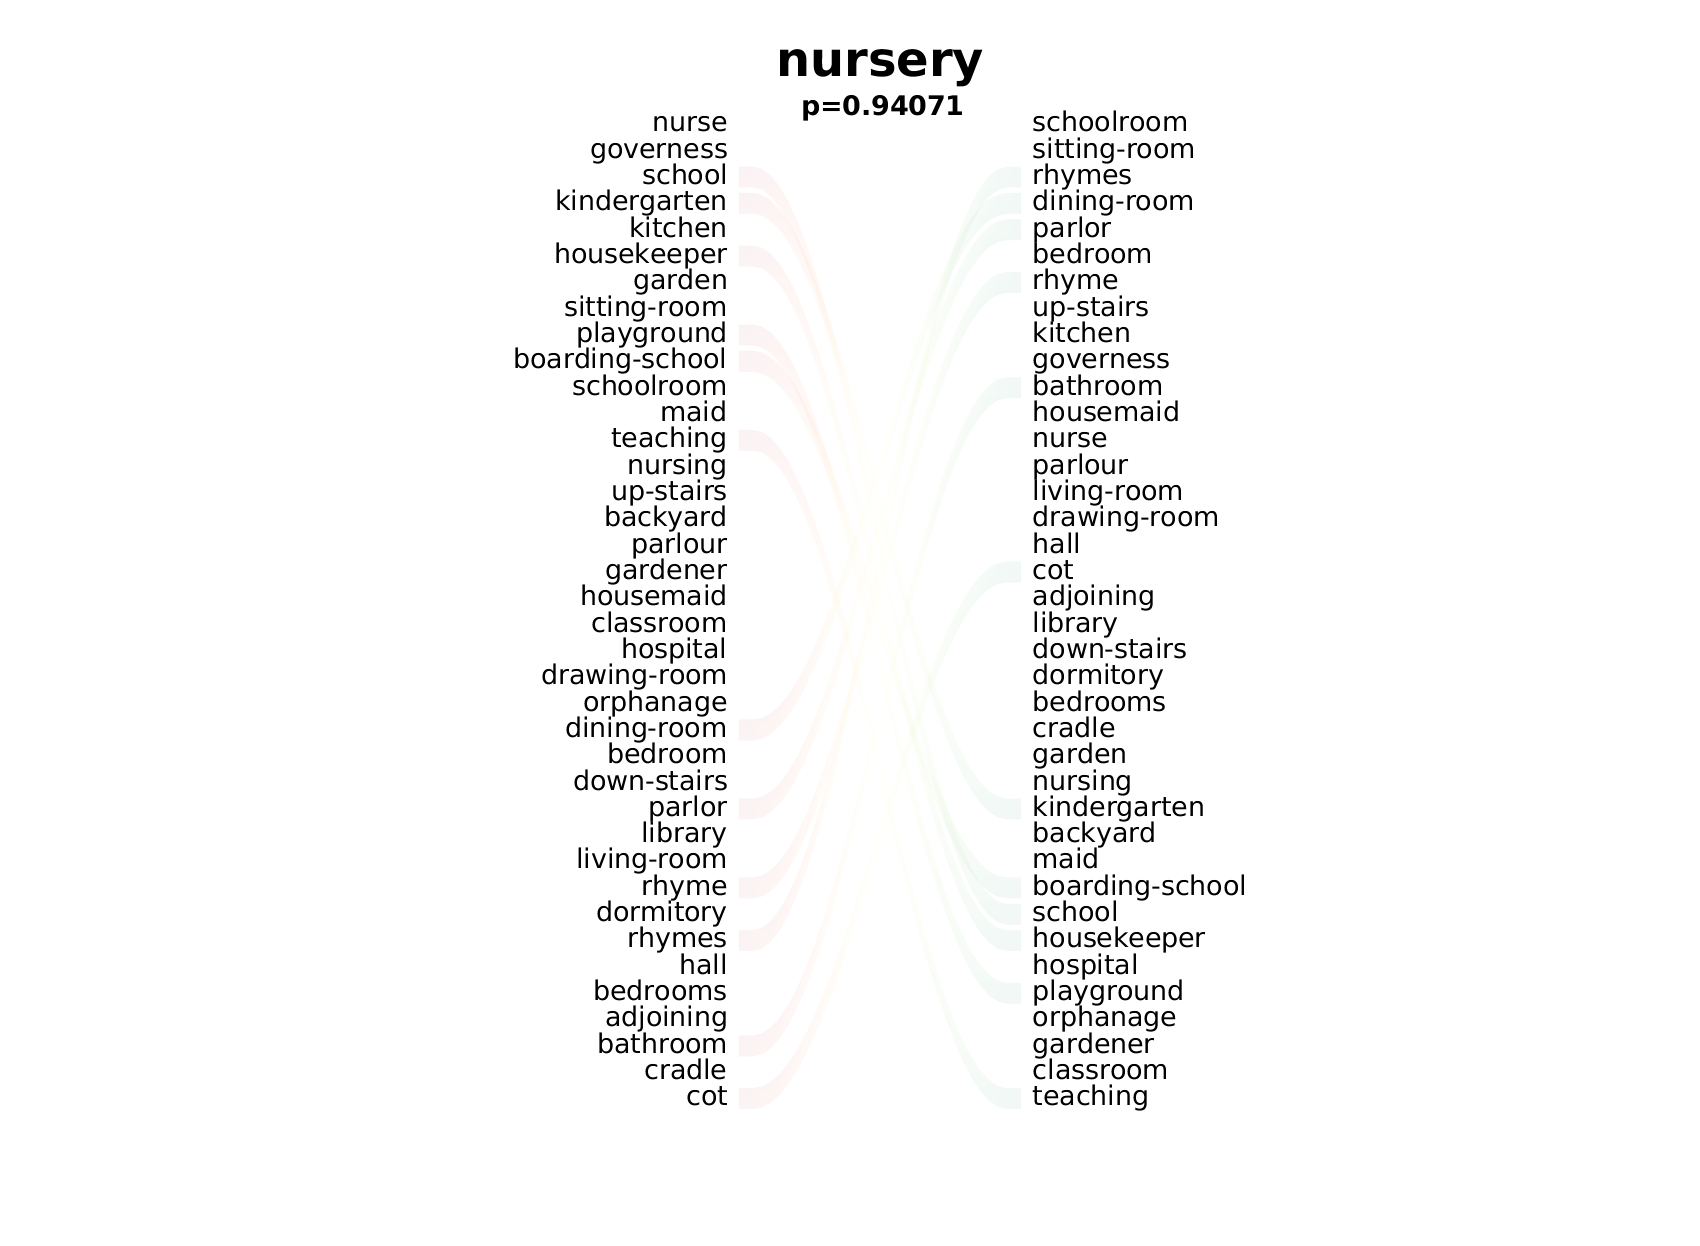 nursery
p=0.94071
nurse
governess
school
kindergarten
kitchen
housekeeper
garden
sitting-room
playground
boarding-school
schoolroom
maid
teaching
nursing
up-stairs
backyard
parlour
gardener
housemaid
classroom
hospital
drawing-room
orphanage
dining-room
bedroom
down-stairs
parlor
library
living-room
rhyme
dormitory
rhymes
hall
bedrooms
adjoining
bathroom
cradle
cot
schoolroom
sitting-room
rhymes
dining-room
parlor
bedroom
rhyme
up-stairs
kitchen
governess
bathroom
housemaid
nurse
parlour
living-room
drawing-room
hall
cot
adjoining
library
down-stairs
dormitory
bedrooms
cradle
garden
nursing
kindergarten
backyard
maid
boarding-school
school
housekeeper
hospital
playground
orphanage
gardener
classroom
teaching